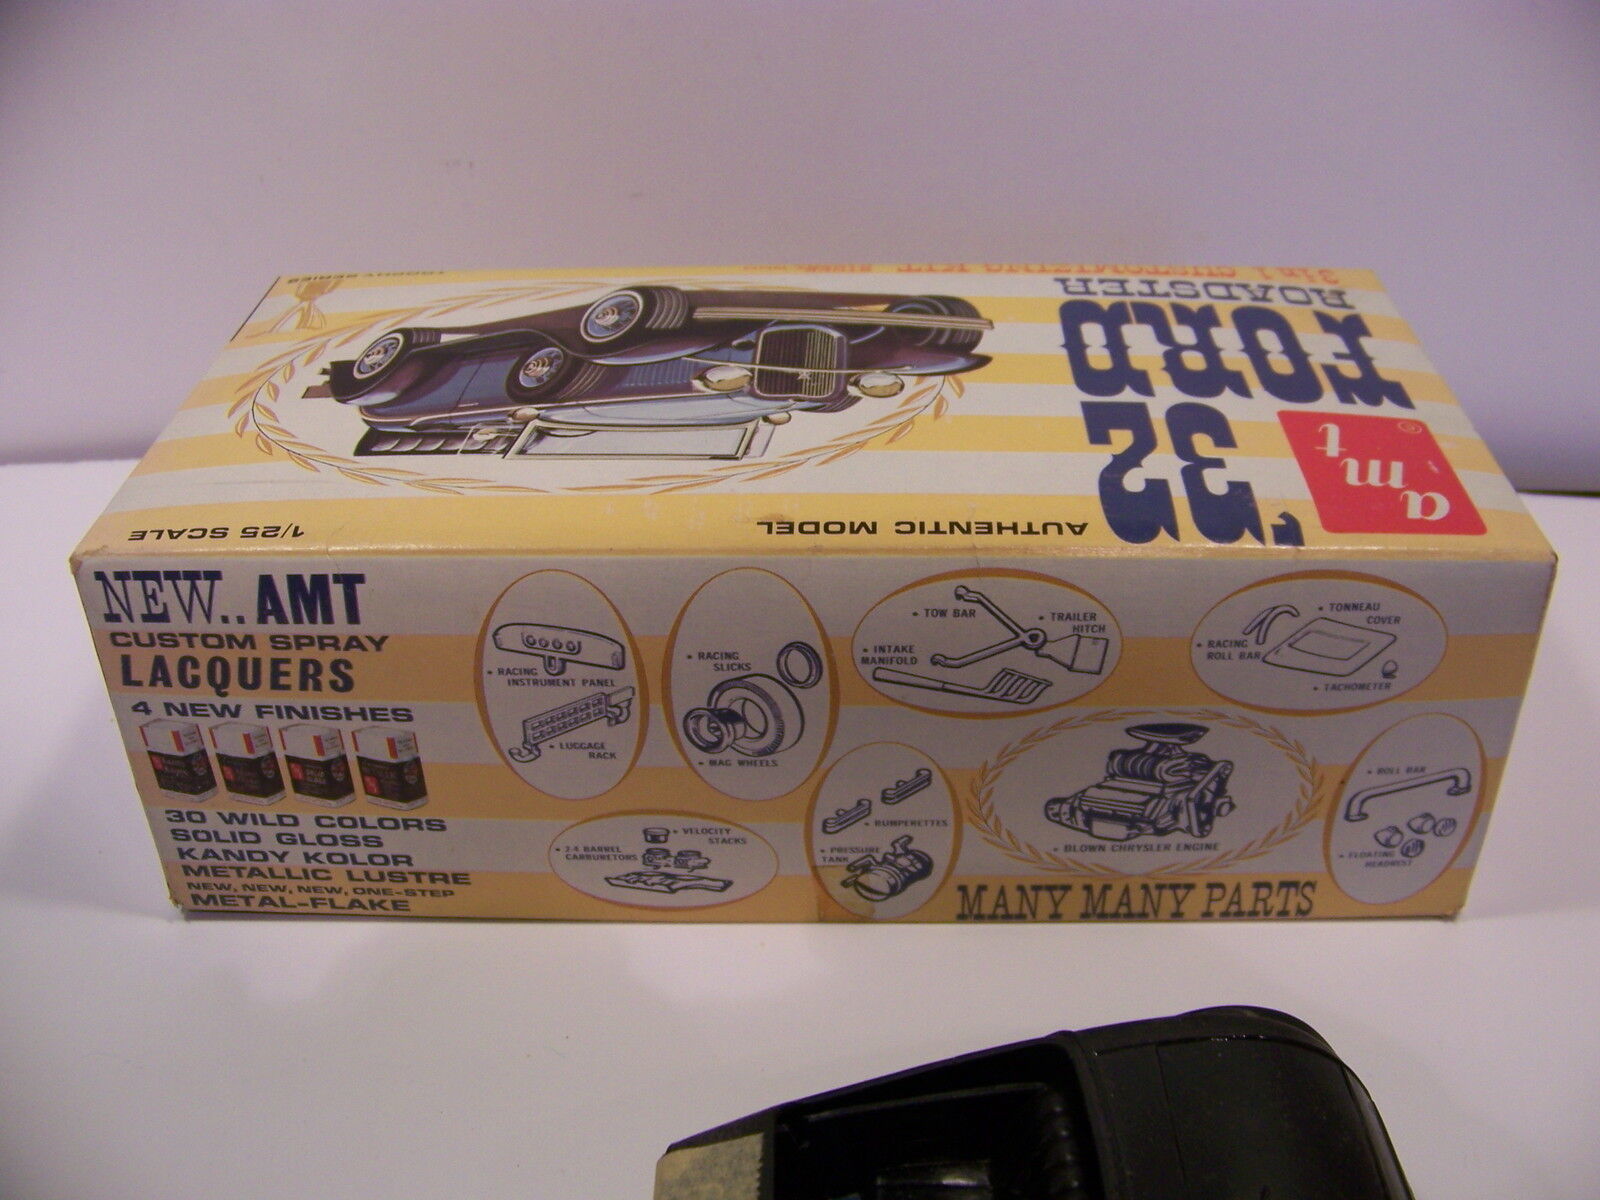 TROPHY SERIES
3 in 1 CUSTOMIZING KIT
'32
FORD
ROADSTER
amt
®
AUTHENTIC MODEL
1/25 SCALE
NEW.. AMT
CUSTOM SPRAY
LACQUERS
4 NEW FINISHES
30 WILD COLORS
SOLID GLOSS
KANDY KOLOR
METALLIC LUSTRE
NEW, NEW, NEW, ONE-STEP
METAL-FLAKE
• RACING
INSTRUMENT PANEL
• LUGGAGE
RACK
• RACING
SLICKS
• MAG WHEELS
• TOW BAR
• TRAILER
HITCH
• INTAKE
MANIFOLD
• TONNEAU
COVER
• RACING
ROLL BAR
• TACHOMETER
• VELOCITY
STACKS
• 2-4 BARREL
CARBURETORS
• BUMPERETTES
• PRESSURE
TANK
• BLOWN CHRYSLER ENGINE
• ROLL BAR
• FLOATING
HEADREST
MANY MANY PARTS